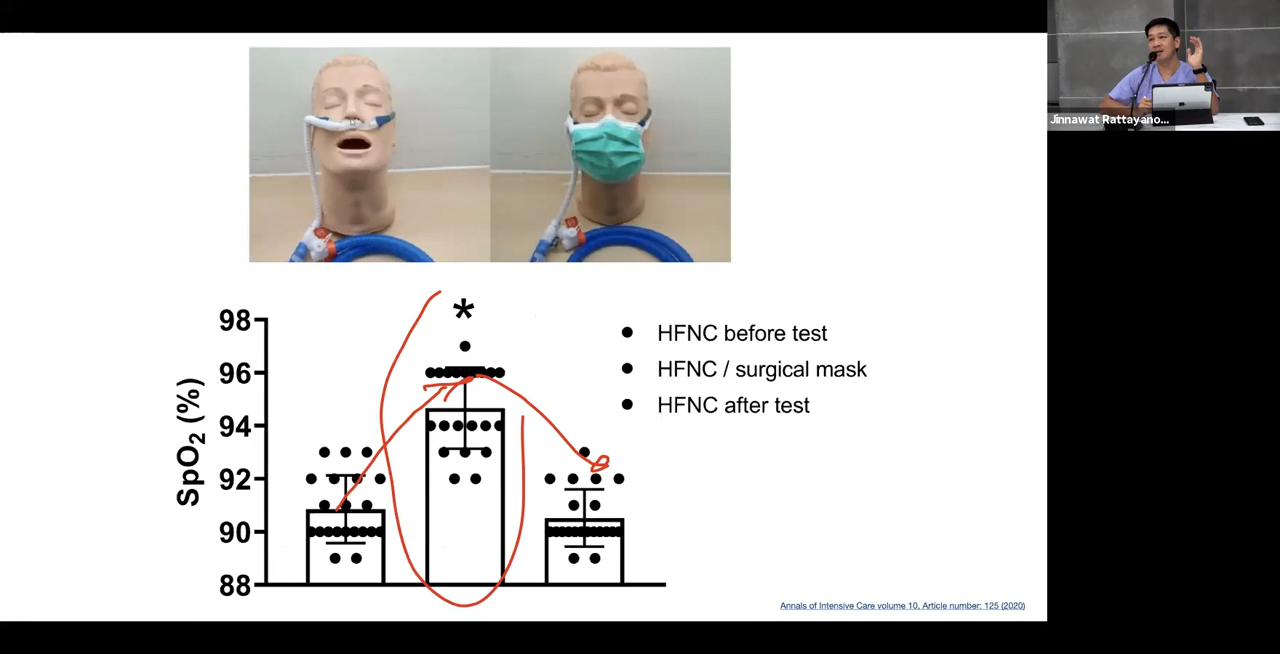 Jinnawat Rattayano...
*
98
96
94
92
90
88
SpO2 (%)
HFNC before test
HFNC / surgical mask
HFNC after test
Annals of Intensive Care volume 10, Article number: 125 (2020)